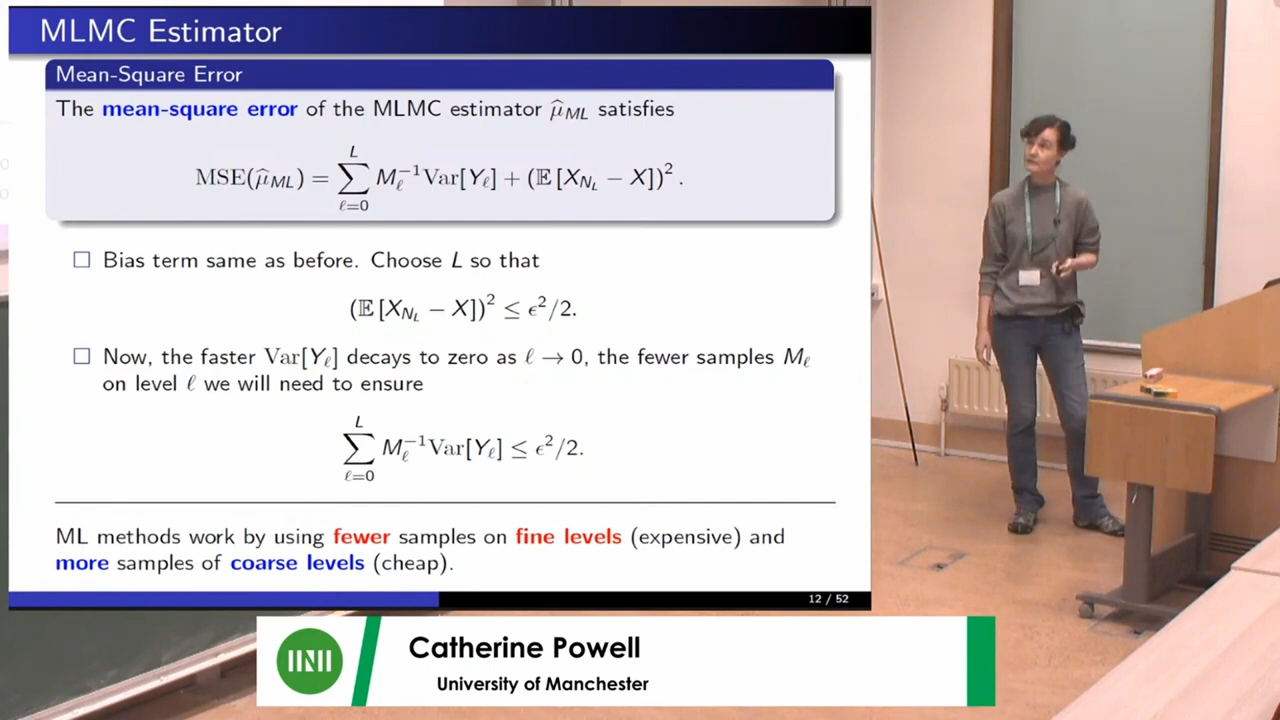 MLMC Estimator
Mean-Square Error
The mean-square error of the MLMC estimator μ̂_ML satisfies
MSE(μ̂_ML) = ∑_{ℓ=0}^{L} M_ℓ^{-1} Var[Y_ℓ] + (𝔼[X_{N_L} − X])².
Bias term same as before. Choose L so that
(𝔼[X_{N_L} − X])² ≤ ϵ²/2.
Now, the faster Var[Y_ℓ] decays to zero as ℓ → 0, the fewer samples M_ℓ
on level ℓ we will need to ensure
∑_{ℓ=0}^{L} M_ℓ^{-1} Var[Y_ℓ] ≤ ϵ²/2.
ML methods work by using fewer samples on fine levels (expensive) and
more samples of coarse levels (cheap).
12 / 52
Catherine Powell
University of Manchester